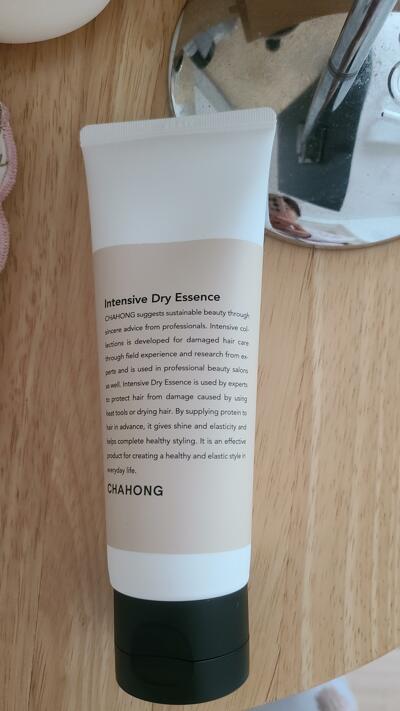 Intensive Dry Essence
CHAHONG suggests sustainable beauty through
sincere advice from professionals. Intensive col-
lections is developed for damaged hair care
through field experience and research from ex-
perts and is used in professional beauty salons
as well. Intensive Dry Essence is used by experts
to protect hair from damage caused by using
heat tools or drying hair. By supplying protein to
hair in advance, it gives shine and elasticity and
helps complete healthy styling. It is an effective
product for creating a healthy and elastic style in
everyday life.
CHAHONG